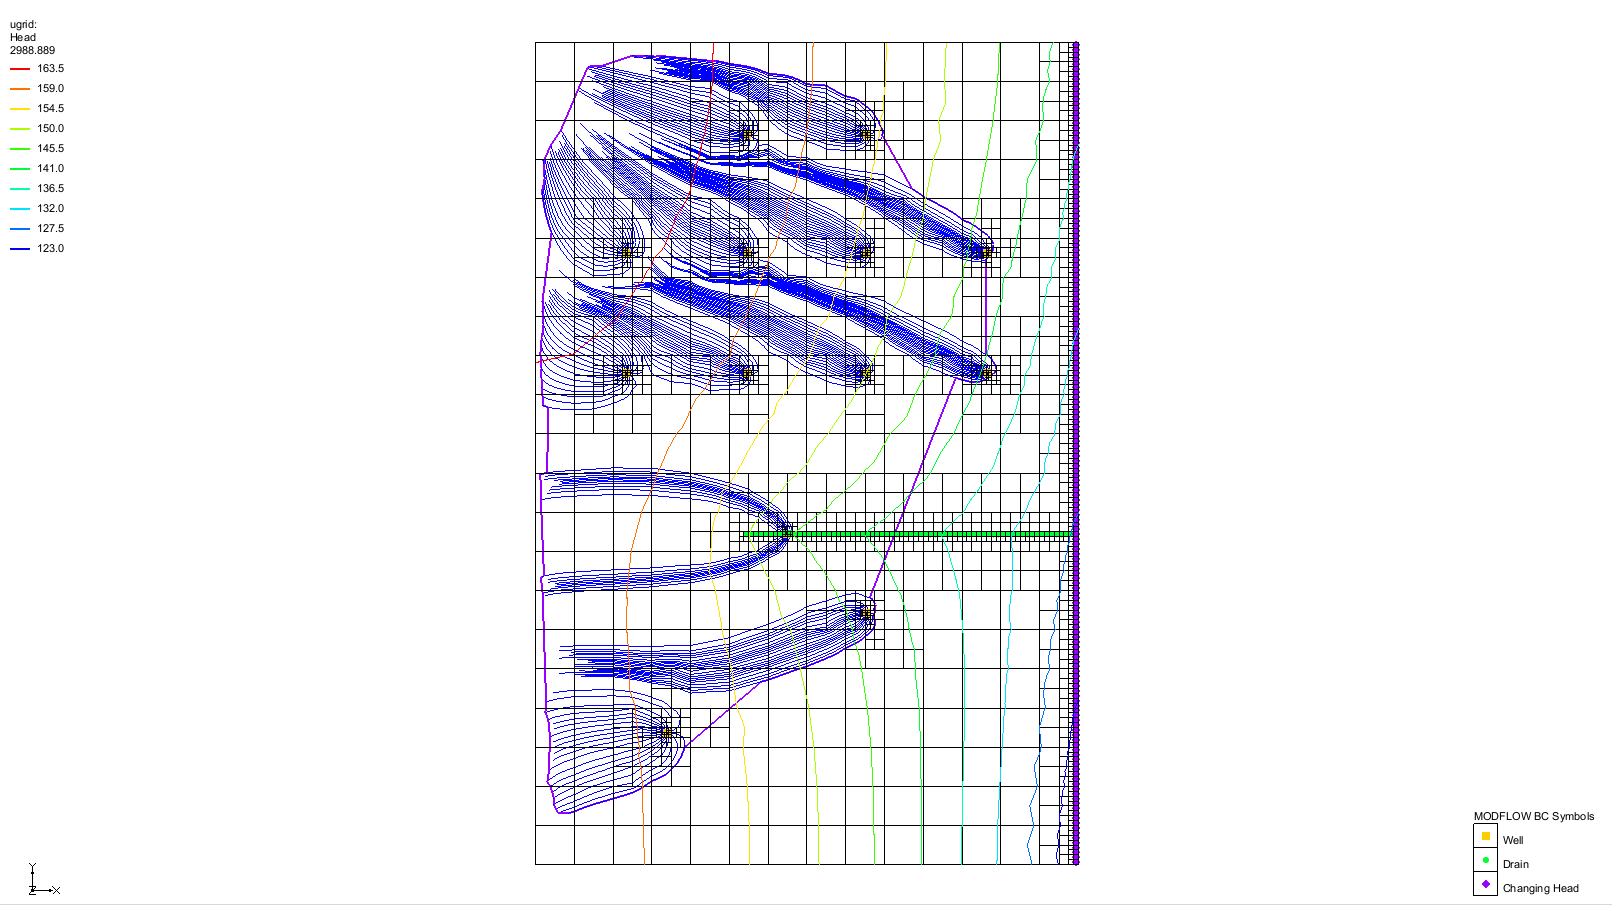 ugrid:
Head
2988.889
163.5
159.0
154.5
150.0
145.5
141.0
136.5
132.0
127.5
123.0
MODFLOW BC Symbols
Well
Drain
Changing Head
Y
Z X